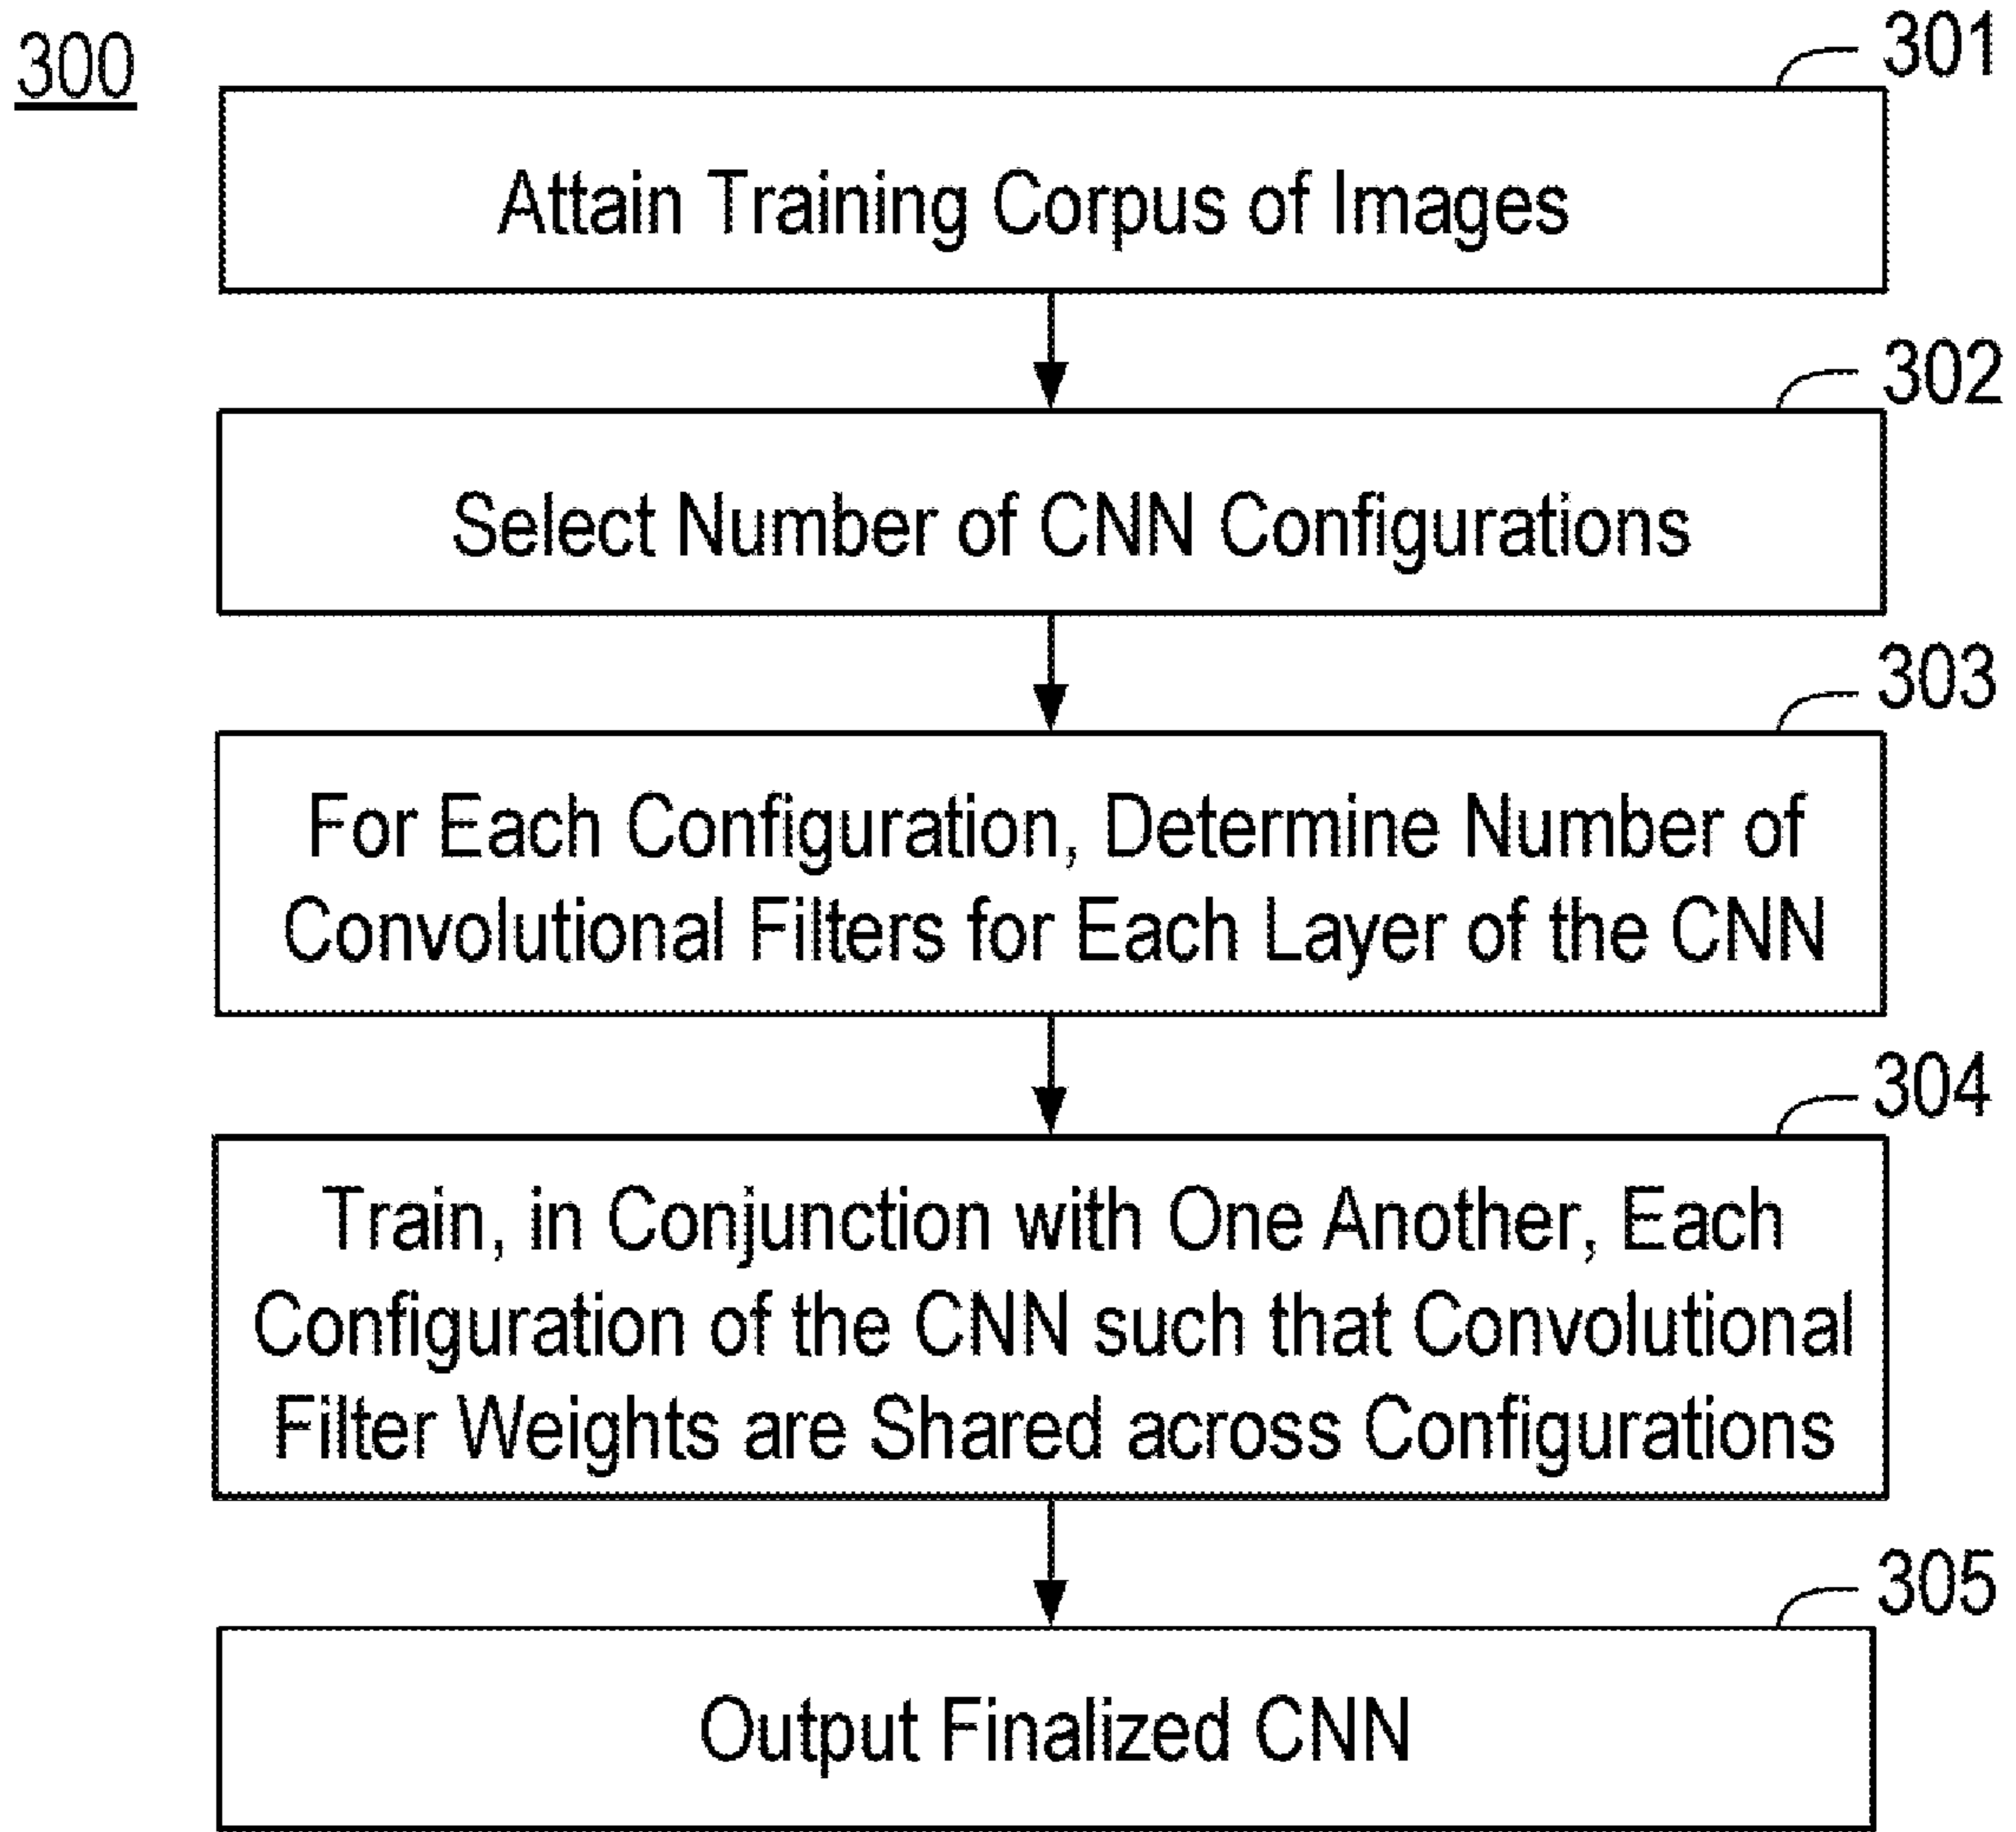 300
301
Attain Training Corpus of Images
302
Select Number of CNN Configurations
303
For Each Configuration, Determine Number of
Convolutional Filters for Each Layer of the CNN
304
Train, in Conjunction with One Another, Each
Configuration of the CNN such that Convolutional
Filter Weights are Shared across Configurations
305
Output Finalized CNN